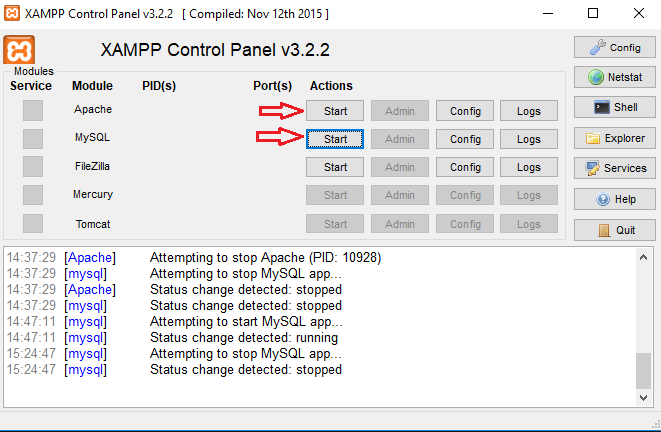 XAMPP Control Panel v3.2.2 [ Compiled: Nov 12th 2015 ]
XAMPP Control Panel v3.2.2
Config
Modules
Service Module PID(s) Port(s) Actions
Netstat
Apache Start Admin Config Logs
Shell
MySQL Start Admin Config Logs
Explorer
FileZilla Start Admin Config Logs
Services
Mercury Start Admin Config Logs
Help
Tomcat Start Admin Config Logs
Quit
14:37:29 [Apache] Attempting to stop Apache (PID: 10928)
14:37:29 [mysql] Attempting to stop MySQL app...
14:37:29 [Apache] Status change detected: stopped
14:37:29 [mysql] Status change detected: stopped
14:47:11 [mysql] Attempting to start MySQL app...
14:47:11 [mysql] Status change detected: running
15:24:47 [mysql] Attempting to stop MySQL app...
15:24:47 [mysql] Status change detected: stopped